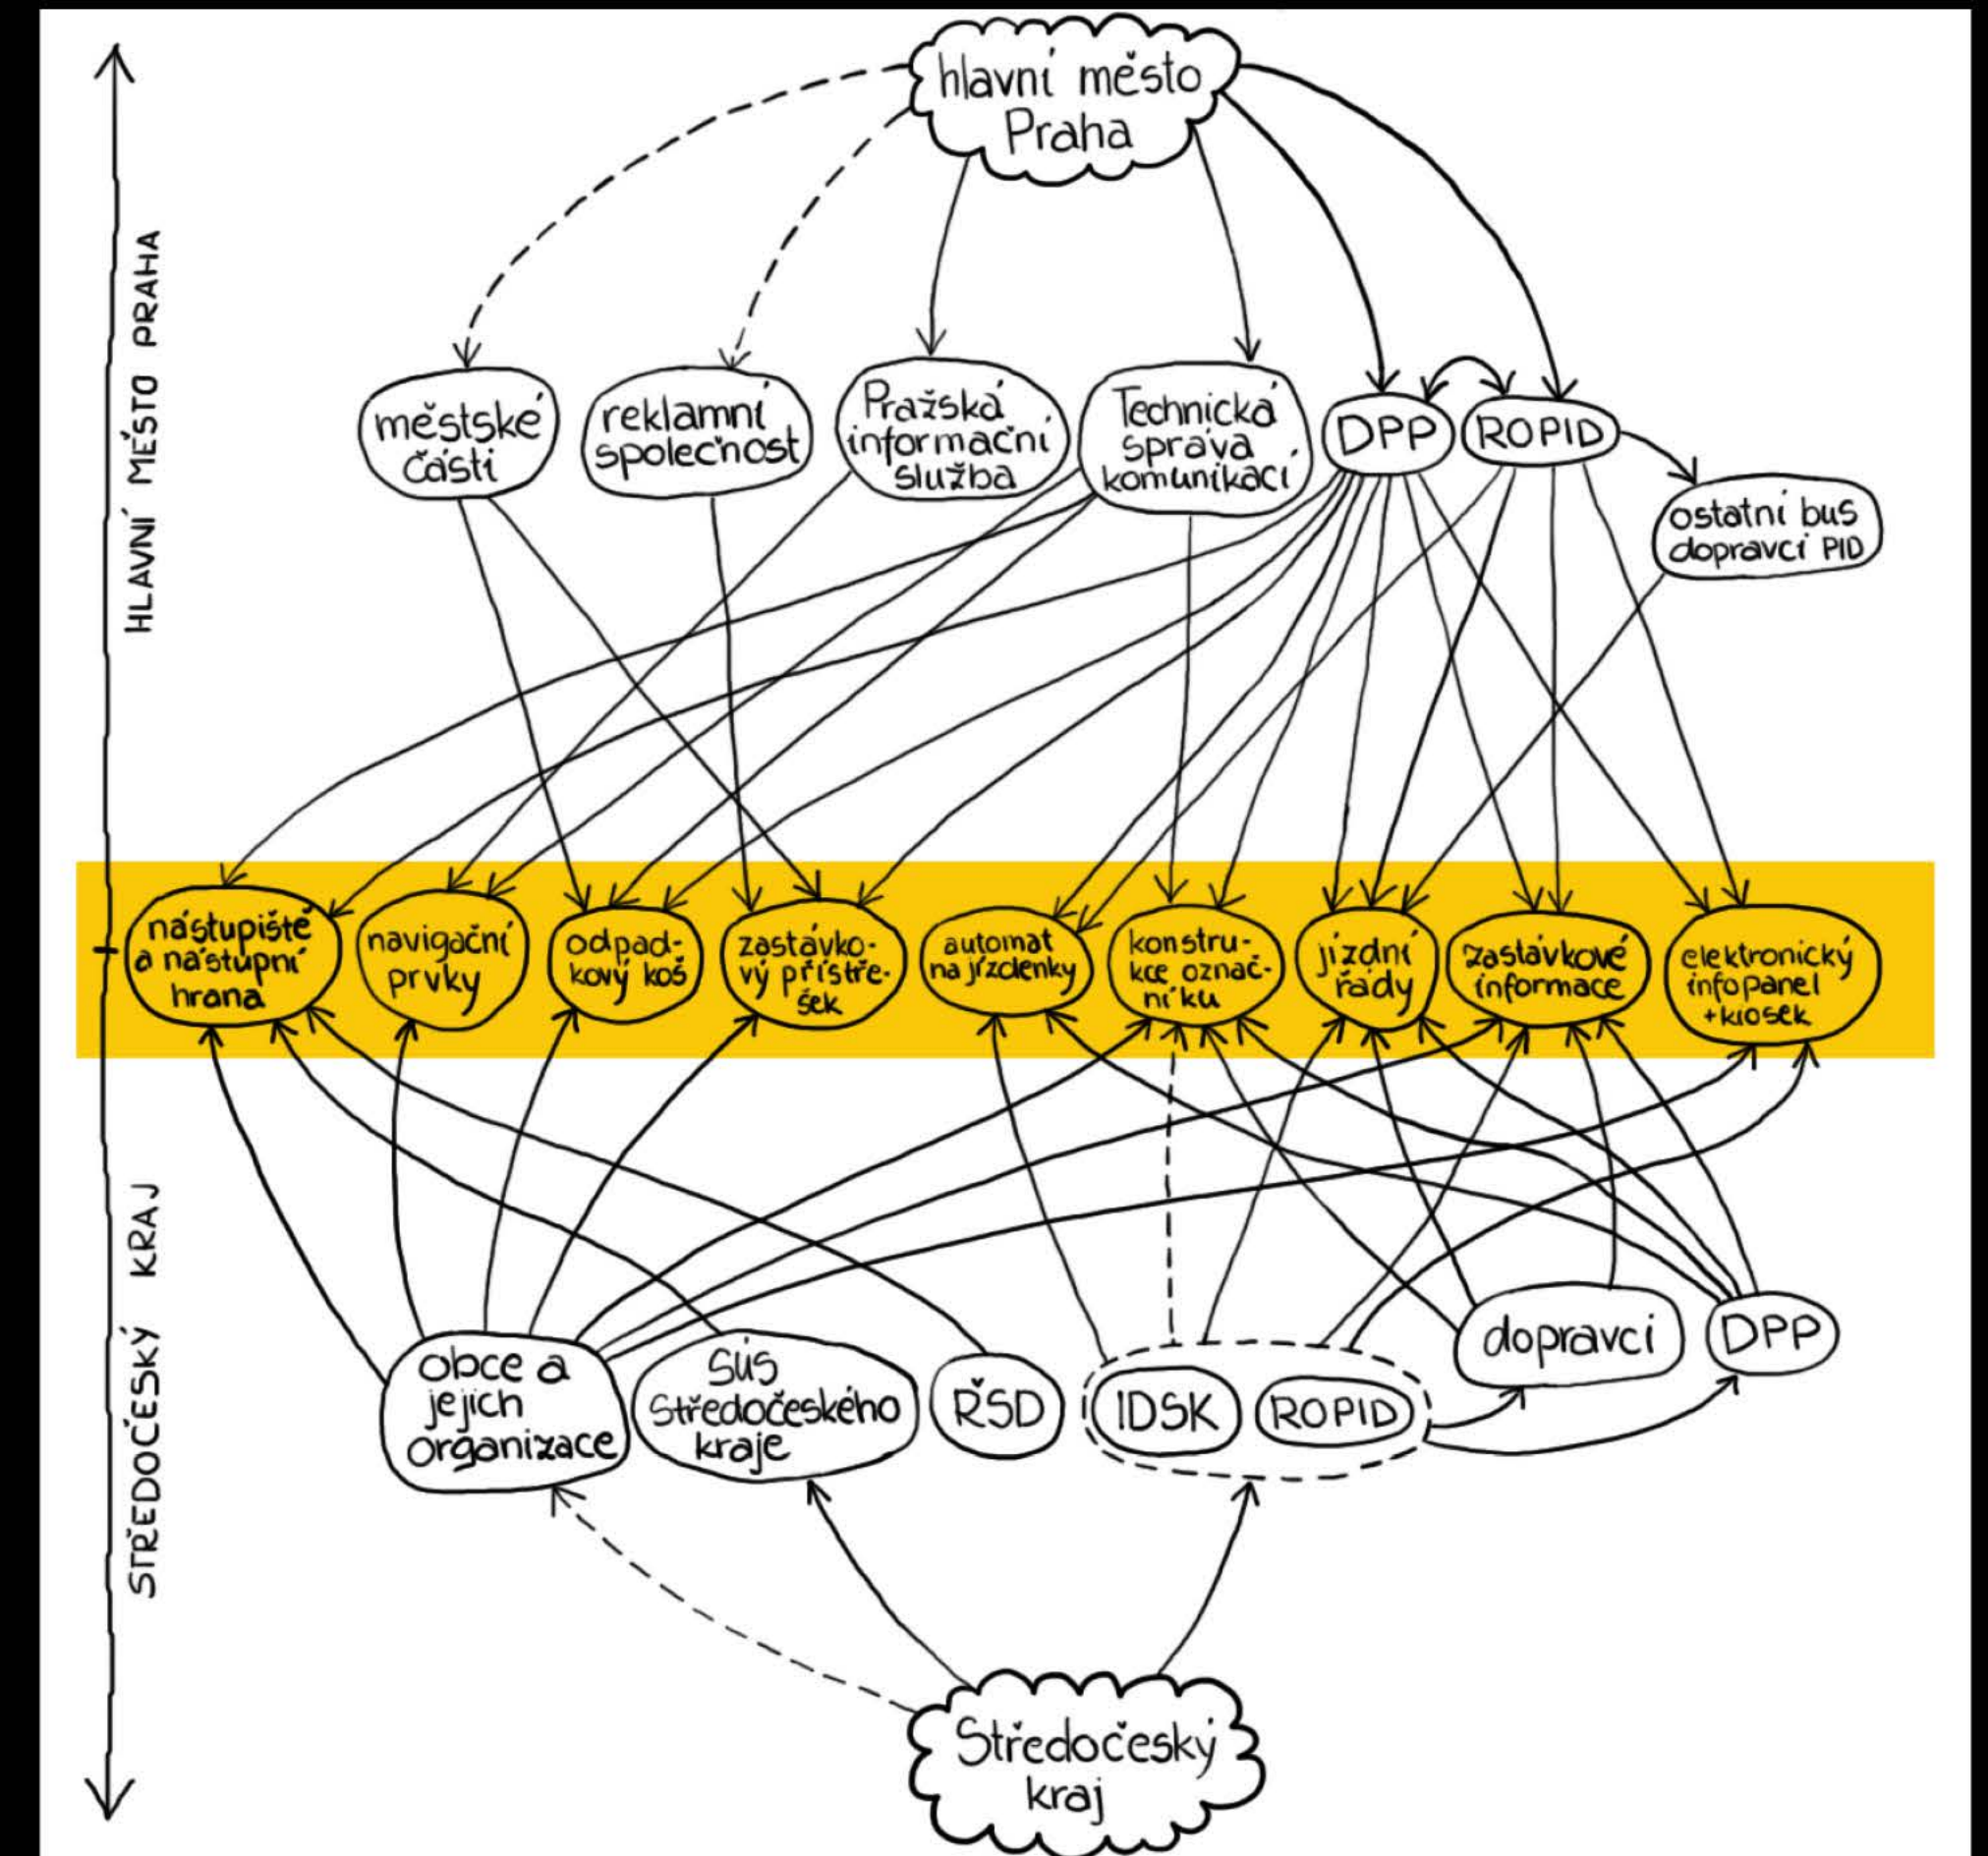 hlavní město
Praha
HLAVNÍ MĚSTO PRAHA
městské
části
reklamní
společnost
Pražská
informační
služba
Technická
správa
komunikací
DPP
ROPID
ostatní bus
dopravci PID
nástupiště
a nástupní
hrana
navigační
prvky
odpad-
kový koš
zastávko-
vý přístře-
šek
automat
na jízdenky
konstru-
kce označ-
níku
jízdní
řády
zastávkové
informace
elektronický
infopanel
+kiosek
STŘEDOČESKÝ KRAJ
obce a
jejich
organizace
SÚS
Středočeského
kraje
ŘSD
IDSK
ROPID
dopravci
DPP
Středočeský
kraj